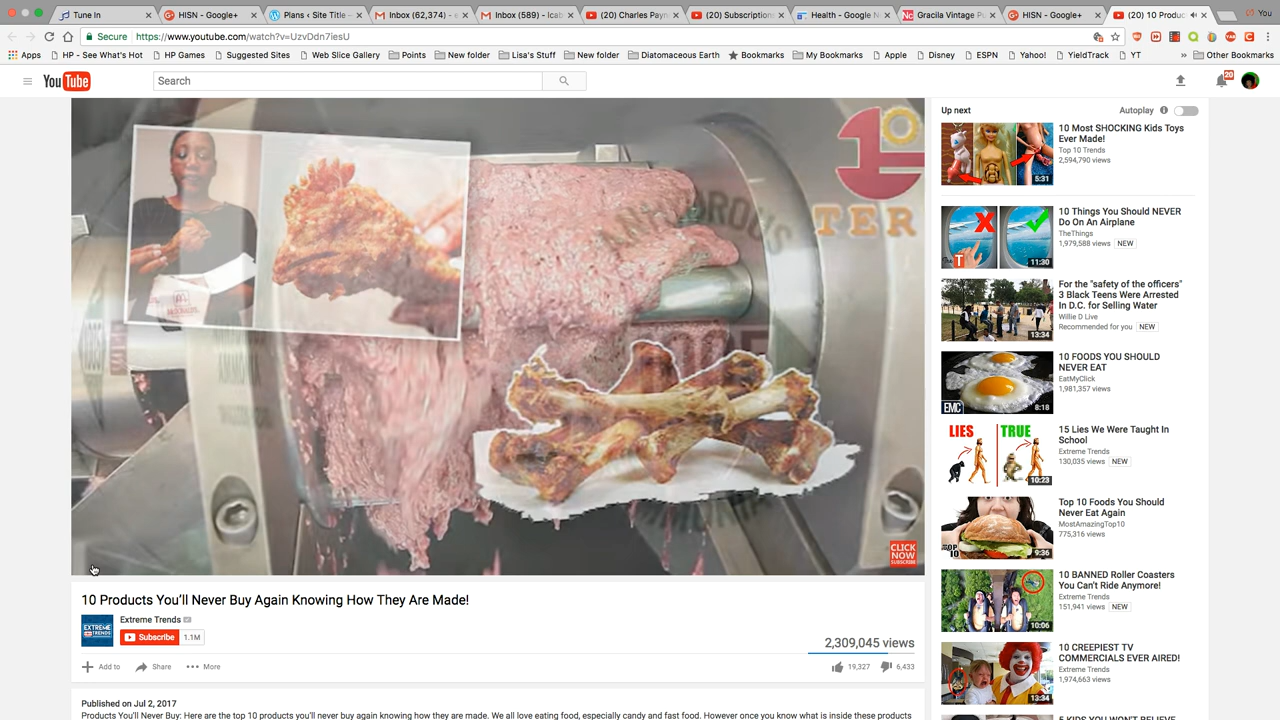 Tune In
HISN - Google+
Plans ‹ Site Title —
Inbox (62,374) - e
Inbox (589) - lcab
(20) Charles Payn
(20) Subscriptions
Health - Google N
Gracila Vintage P
HISN - Google+
(20) 10 Produc
You
Secure
https://www.youtube.com/watch?v=UzvDdn7iesU
Apps
HP - See What's Hot
HP Games
Suggested Sites
Web Slice Gallery
Points
New folder
Lisa's Stuff
New folder
Diatomaceous Earth
Bookmarks
My Bookmarks
Apple
Disney
ESPN
Yahoo!
YieldTrack
YT
»
Other Bookmarks
YouTube
Search
20
TER
CLICK
NOW
SUBSCRIBE
10 Products You'll Never Buy Again Knowing How They Are Made!
EXTREME
TRENDS
Extreme Trends
Subscribe
1.1M
2,309,045 views
Add to
Share
More
19,327
6,433
Published on Jul 2, 2017
Products You'll Never Buy: Here are the top 10 products you'll never buy again knowing how they are made. We all love eating food, especially candy and fast food. However once you know what is inside these products
Up next
Autoplay
10 Most SHOCKING Kids Toys
Ever Made!
Top 10 Trends
2,594,790 views
5:31
10 Things You Should NEVER
Do On An Airplane
TheThings
1,979,588 views NEW
T
11:30
For the "safety of the officers"
3 Black Teens Were Arrested
In D.C. for Selling Water
Willie D Live
Recommended for you NEW
13:34
10 FOODS YOU SHOULD
NEVER EAT
EatMyClick
1,981,357 views
EMC
8:18
15 Lies We Were Taught In
School
Extreme Trends
130,035 views NEW
LIES
TRUE
10:23
Top 10 Foods You Should
Never Eat Again
MostAmazingTop10
775,316 views
TOP
10
9:36
10 BANNED Roller Coasters
You Can't Ride Anymore!
Extreme Trends
151,941 views NEW
10:06
10 CREEPIEST TV
COMMERCIALS EVER AIRED!
Extreme Trends
1,974,663 views
13:34